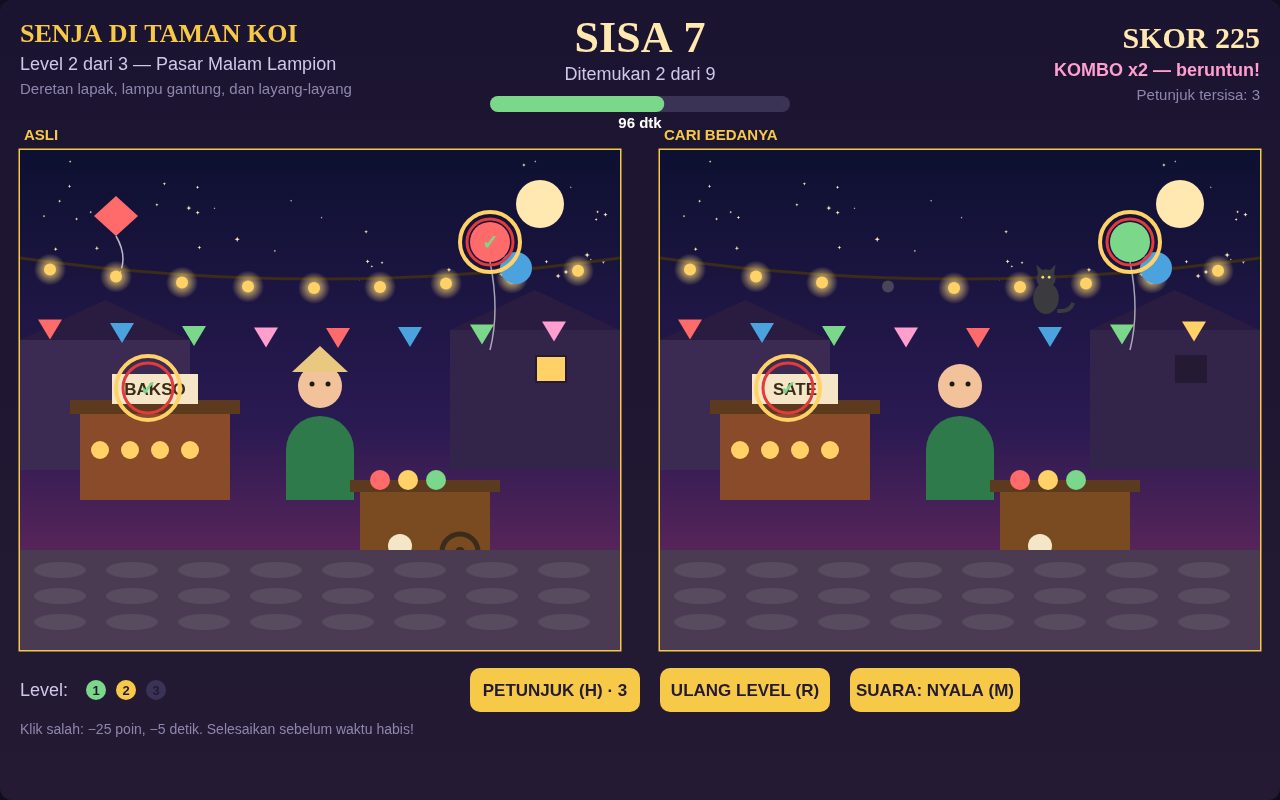 SENJA DI TAMAN KOI
Level 2 dari 3 — Pasar Malam Lampion
Deretan lapak, lampu gantung, dan layang-layang
SISA 7
Ditemukan 2 dari 9
96 dtk
SKOR 225
KOMBO x2 — beruntun!
Petunjuk tersisa: 3
ASLI
CARI BEDANYA
BAKSO
SATE
Level: 1 2 3
PETUNJUK (H) · 3
ULANG LEVEL (R)
SUARA: NYALA (M)
Klik salah: −25 poin, −5 detik. Selesaikan sebelum waktu habis!